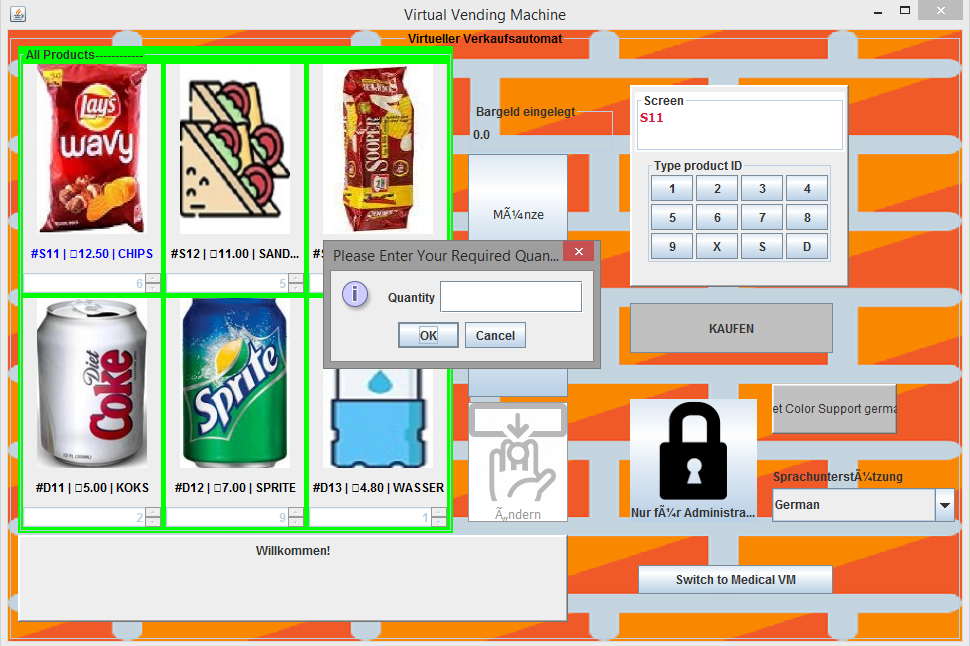 Virtual Vending Machine
Virtueller Verkaufsautomat
All Products------------
Lay's
wavy
SOOPER
#S11 | □12.50 | CHIPS
#S12 | □11.00 | SAND...
#S
6
5
Diet
Coke
Sprite
#D11 | □5.00 | KOKS
#D12 | □7.00 | SPRITE
#D13 | □4.80 | WASSER
2
9
1
Willkommen!
Bargeld eingelegt
0.0
MÃ¼nze
Please Enter Your Required Quan...
Quantity
OK
Cancel
Ã„ndern
Screen
S11
Type product ID
1 2 3 4
5 6 7 8
9 X S D
KAUFEN
et Color Support germa
Nur fÃ¼r Administra...
SprachunterstÃ¼tzung
German
Switch to Medical VM